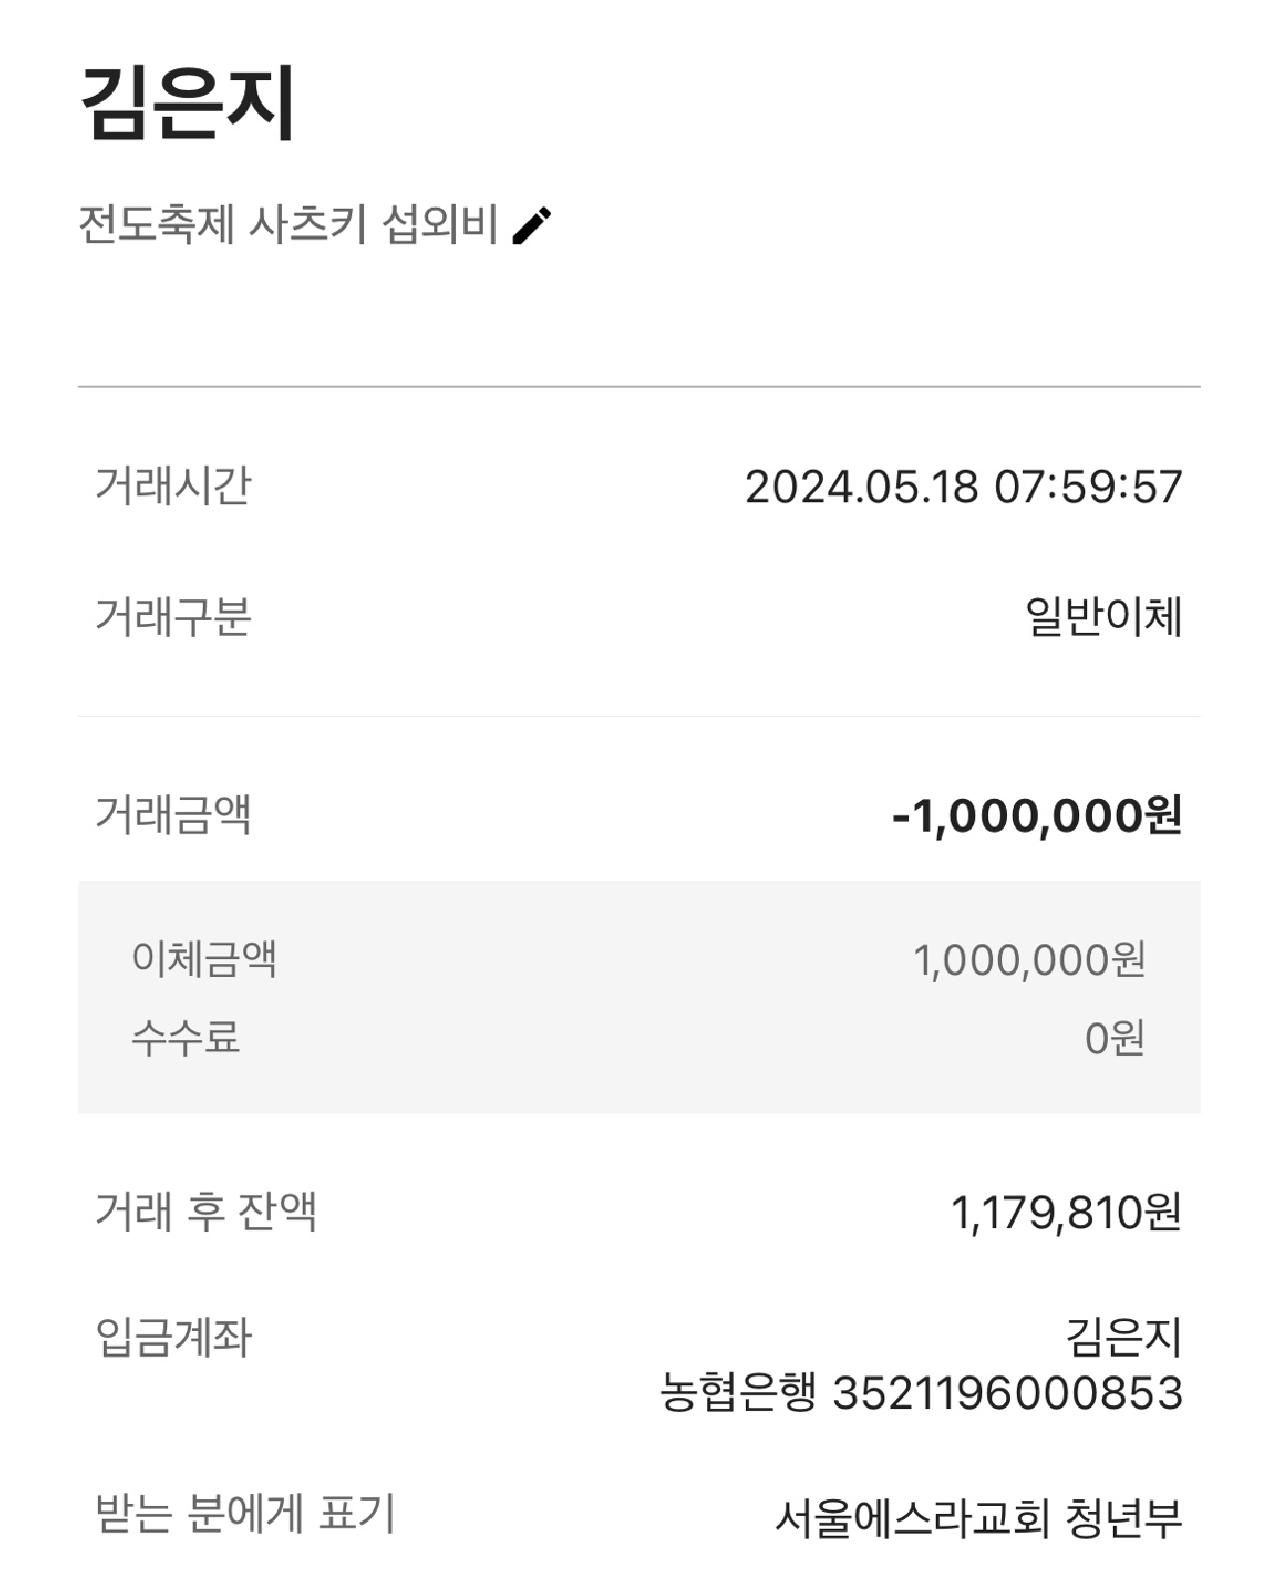 김은지
전도축제 사츠키 섭외비
거래시간 2024.05.18 07:59:57
거래구분 일반이체
거래금액 -1,000,000원
이체금액 1,000,000원
수수료 0원
거래 후 잔액 1,179,810원
입금계좌 김은지
농협은행 3521196000853
받는 분에게 표기 서울에스라교회 청년부